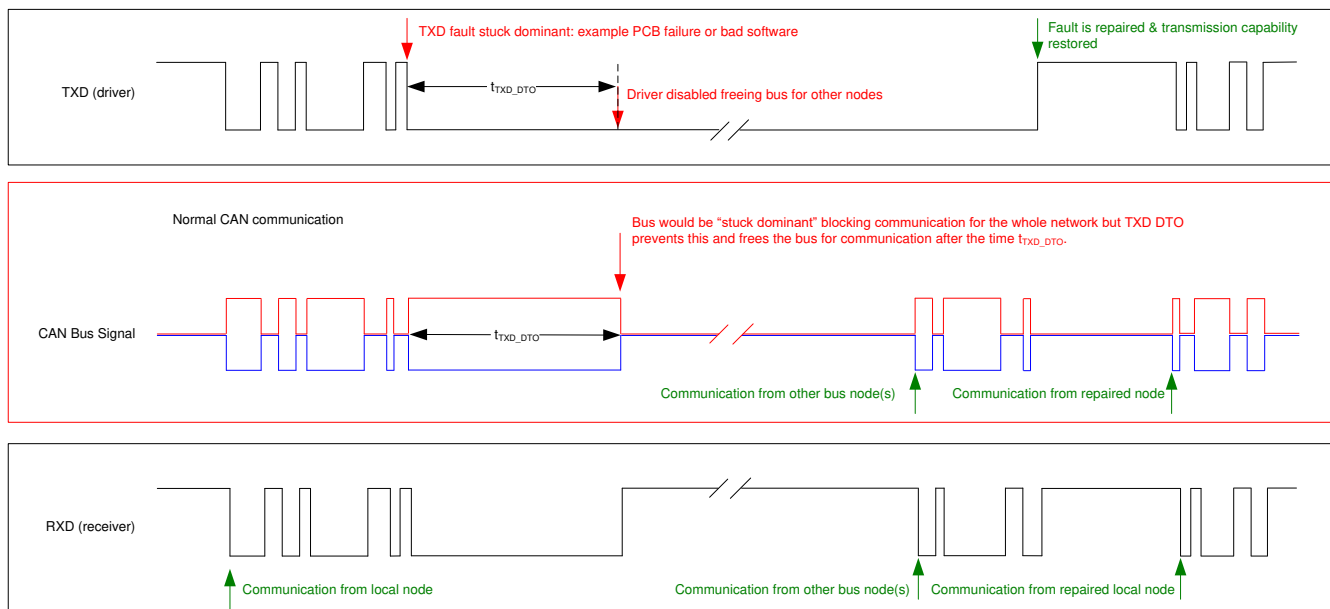 TXD fault stuck dominant: example PCB failure or bad software
Fault is repaired & transmission capability
restored
TXD (driver)
tTXD_DTO
Driver disabled freeing bus for other nodes
Normal CAN communication
Bus would be “stuck dominant” blocking communication for the whole network but TXD DTO
prevents this and frees the bus for communication after the time tTXD_DTO.
CAN Bus Signal
tTXD_DTO
Communication from other bus node(s)
Communication from repaired node
RXD (receiver)
Communication from local node
Communication from other bus node(s)
Communication from repaired local node